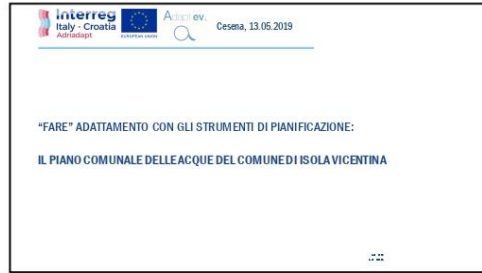 Interreg
Italy - Croatia
Adriadapt
EUROPEAN UNION
Adapt ev.
Cesena, 13.05.2019
“FARE” ADATTAMENTO CON GLI STRUMENTI DI PIANIFICAZIONE:
IL PIANO COMUNALE DELLE ACQUE DEL COMUNE DI ISOLA VICENTINA